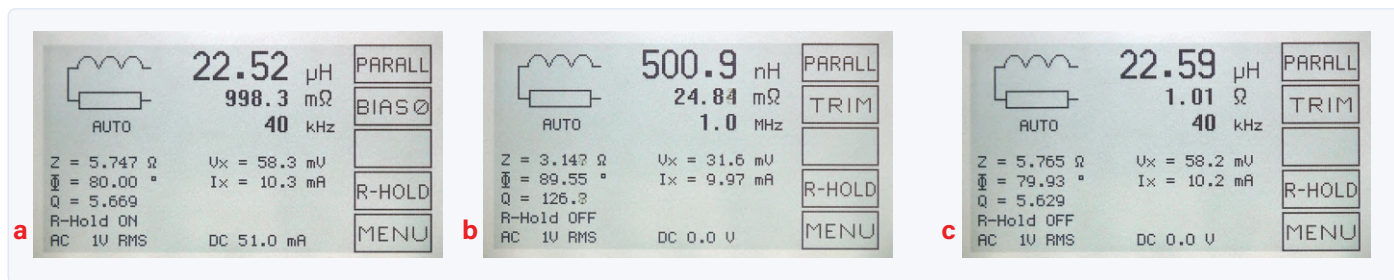 22.52 µH
998.3 mΩ
40 kHz
AUTO
Z = 5.747 Ω
Φ = 80.00 °
Q = 5.669
R-Hold ON
AC 1V RMS
Vx = 58.3 mV
Ix = 10.3 mA
DC 51.0 mA
PARALL
BIAS∅
R-HOLD
MENU
a
500.9 nH
24.84 mΩ
1.0 MHz
AUTO
Z = 3.147 Ω
Φ = 89.55 °
Q = 126.3
R-Hold OFF
AC 1V RMS
Vx = 31.6 mV
Ix = 9.97 mA
DC 0.0 V
PARALL
TRIM
R-HOLD
MENU
b
22.59 µH
1.01 Ω
40 kHz
AUTO
Z = 5.765 Ω
Φ = 79.93 °
Q = 5.629
R-Hold OFF
AC 1V RMS
Vx = 58.2 mV
Ix = 10.2 mA
DC 0.0 V
PARALL
TRIM
R-HOLD
MENU
c